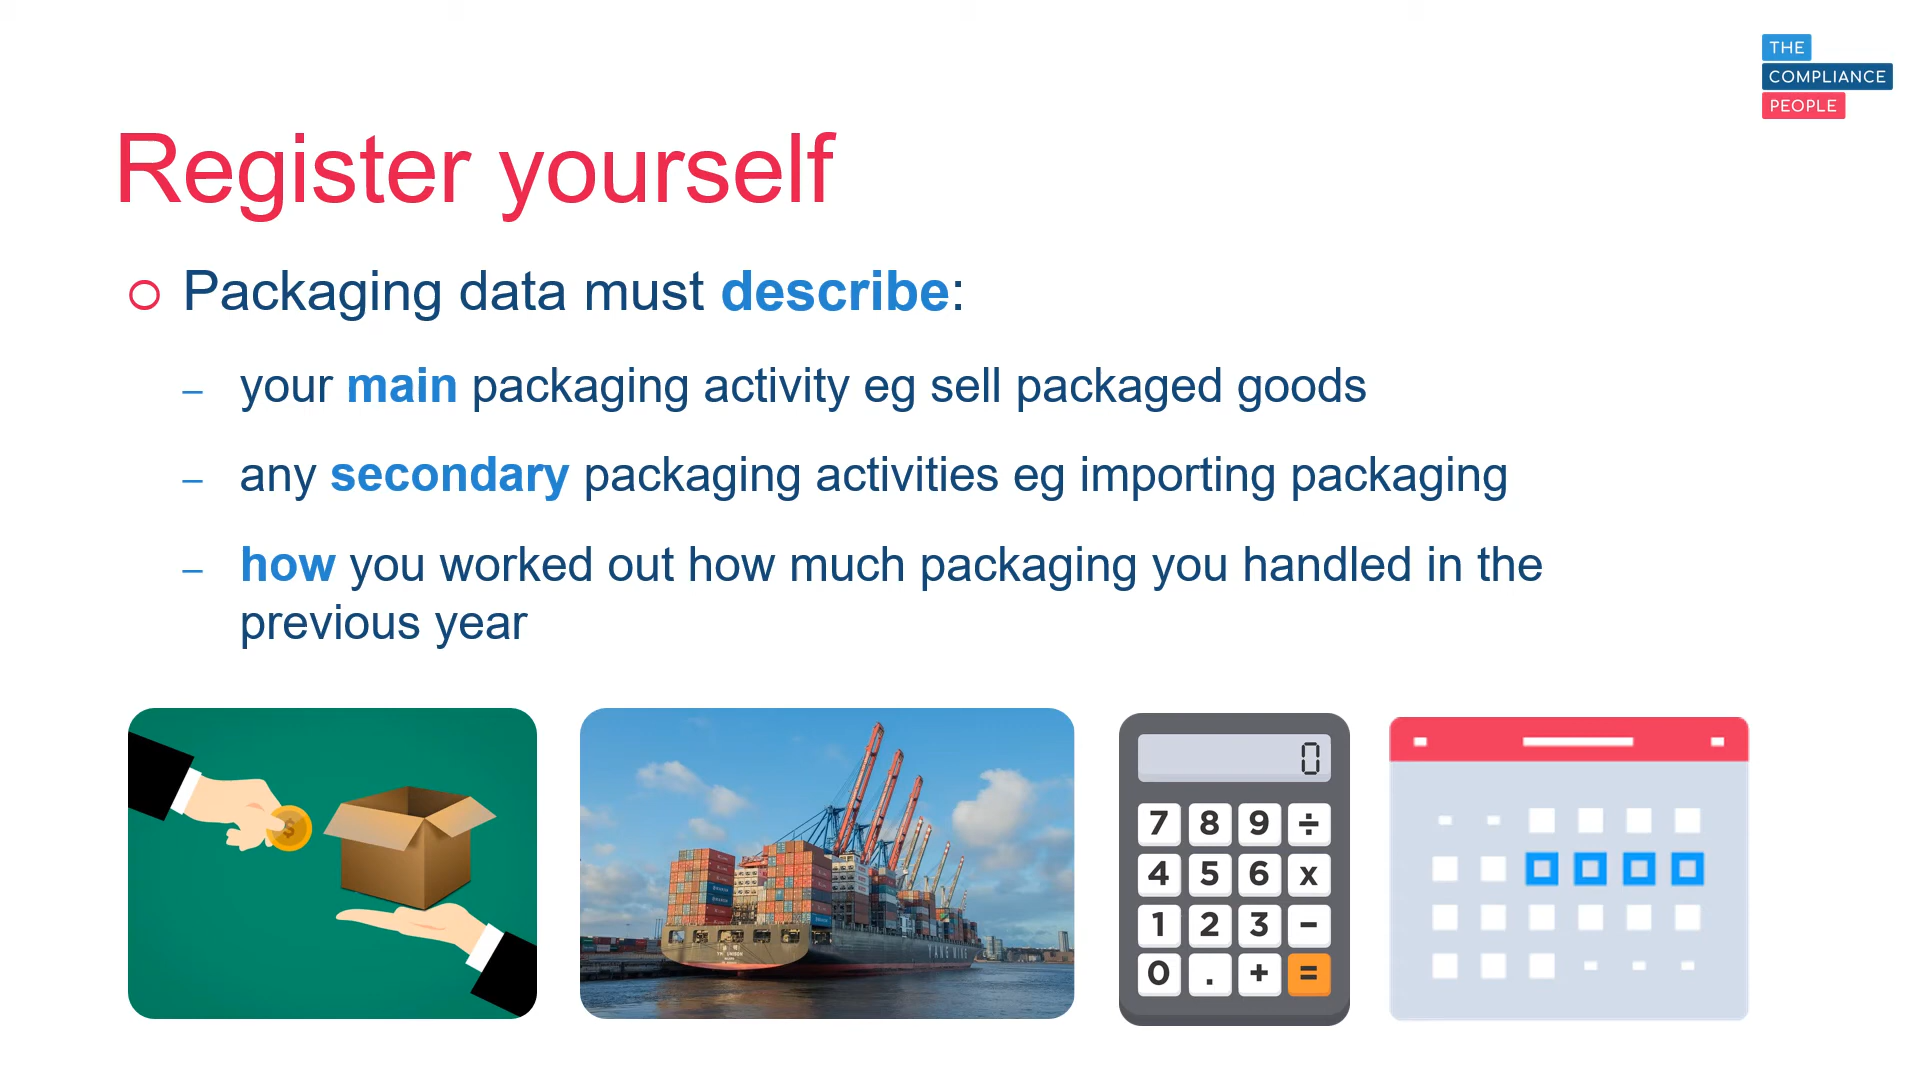 THE
COMPLIANCE
PEOPLE
Register yourself
Packaging data must describe:
– your main packaging activity eg sell packaged goods
– any secondary packaging activities eg importing packaging
– how you worked out how much packaging you handled in the
previous year
$
YANG MING
0
7 8 9 ÷
4 5 6 x
1 2 3 −
0 . + =